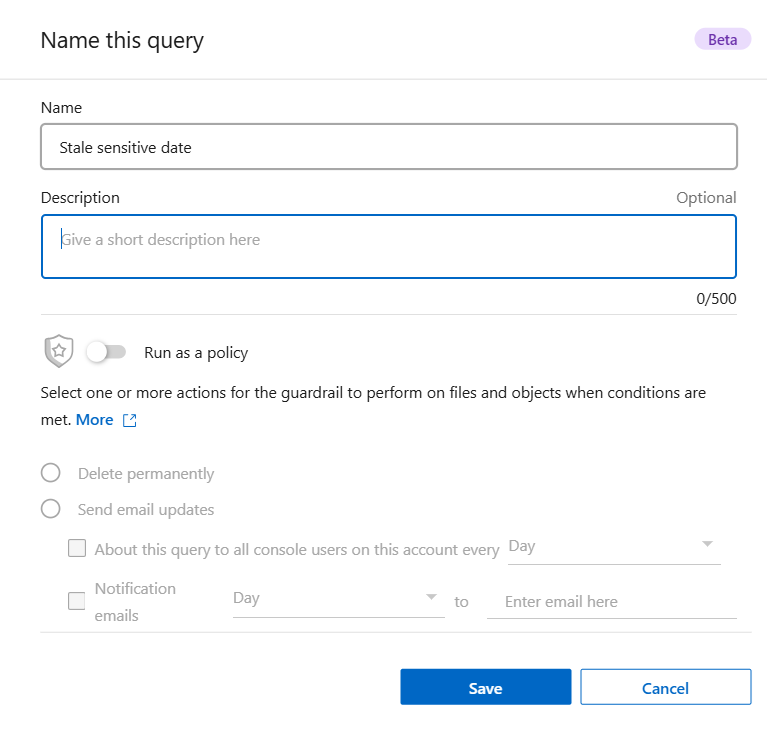 Name this query
Beta
Name
Stale sensitive date
Description
Optional
Give a short description here
0/500
Run as a policy
Select one or more actions for the guardrail to perform on files and objects when conditions are
met. More
Delete permanently
Send email updates
About this query to all console users on this account every Day
Notification
emails
Day
to
Enter email here
Save
Cancel